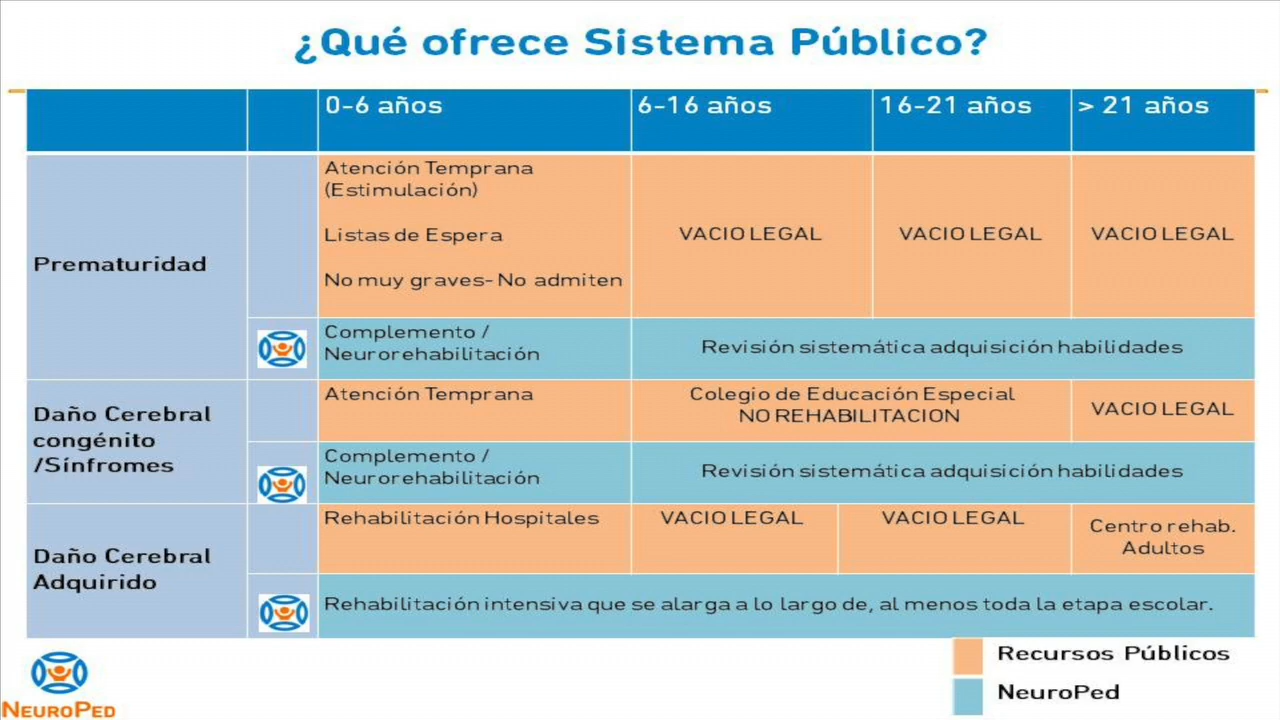 ¿Qué ofrece Sistema Público?
0-6 años
6-16 años
16-21 años
> 21 años
Prematuridad
Atención Temprana
(Estimulación)
Listas de Espera
No muy graves- No admiten
VACIO LEGAL
VACIO LEGAL
VACIO LEGAL
Complemento /
Neurorehabilitación
Revisión sistemática adquisición habilidades
Daño Cerebral
congénito
/Sínfromes
Atención Temprana
Colegio de Educación Especial
NO REHABILITACION
VACIO LEGAL
Complemento /
Neurorehabilitación
Revisión sistemática adquisición habilidades
Daño Cerebral
Adquirido
Rehabilitación Hospitales
VACIO LEGAL
VACIO LEGAL
Centro rehab.
Adultos
Rehabilitación intensiva que se alarga a lo largo de, al menos toda la etapa escolar.
Recursos Públicos
NeuroPed
NEUROPED